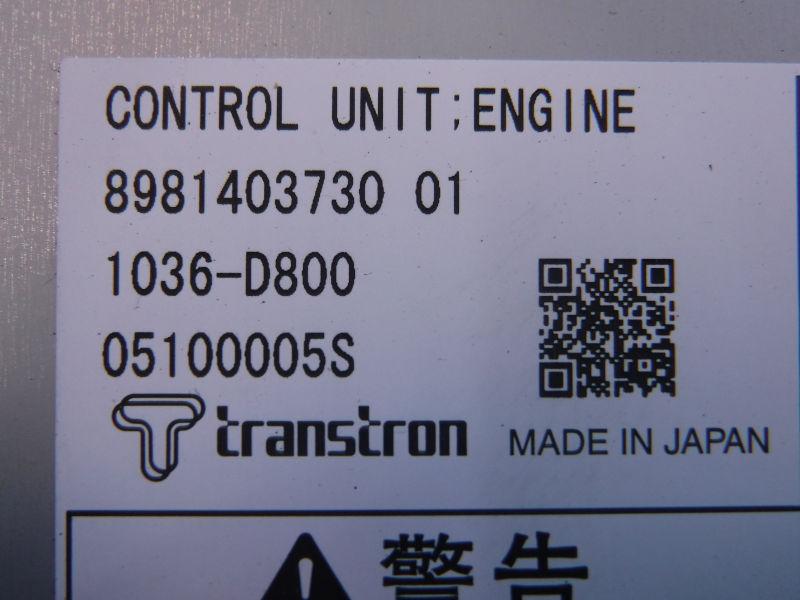 CONTROL UNIT;ENGINE
8981403730 01
1036-D800
05100005S
transtron MADE IN JAPAN
警告